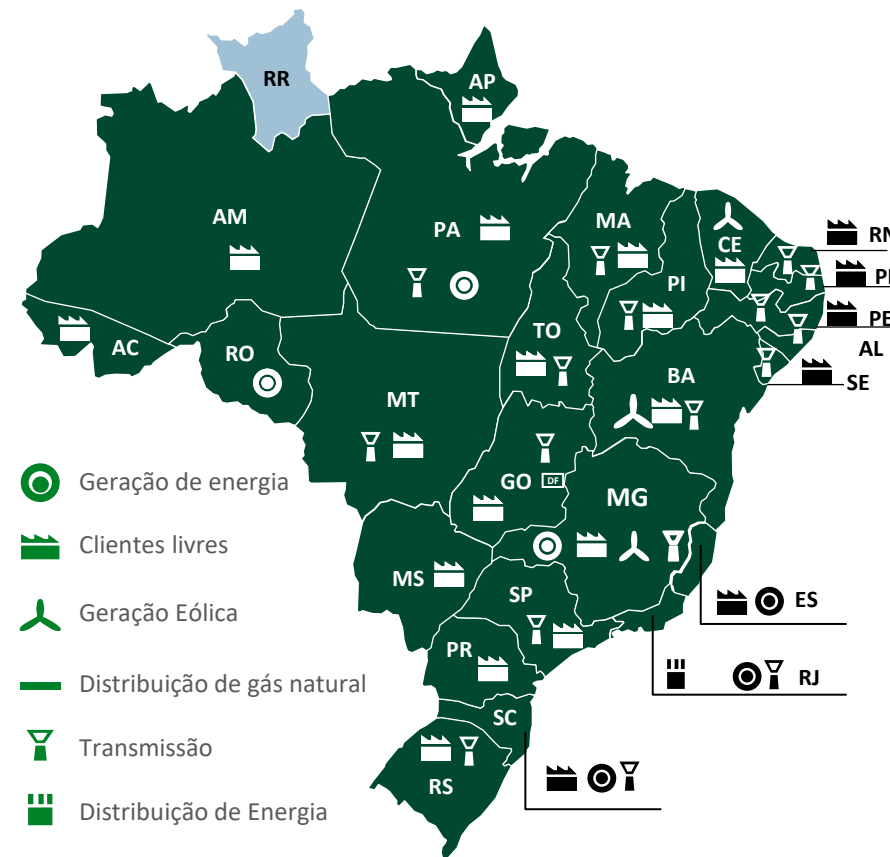 RR
AP
AM
PA
MA
CE
RN
PI
PI
PE
AC
RO
TO
AL
BA
SE
MT
GO
DF
MG
Geração de energia
Clientes livres
MS
SP
ES
Geração Eólica
PR
RJ
Distribuição de gás natural
SC
Transmissão
RS
Distribuição de Energia